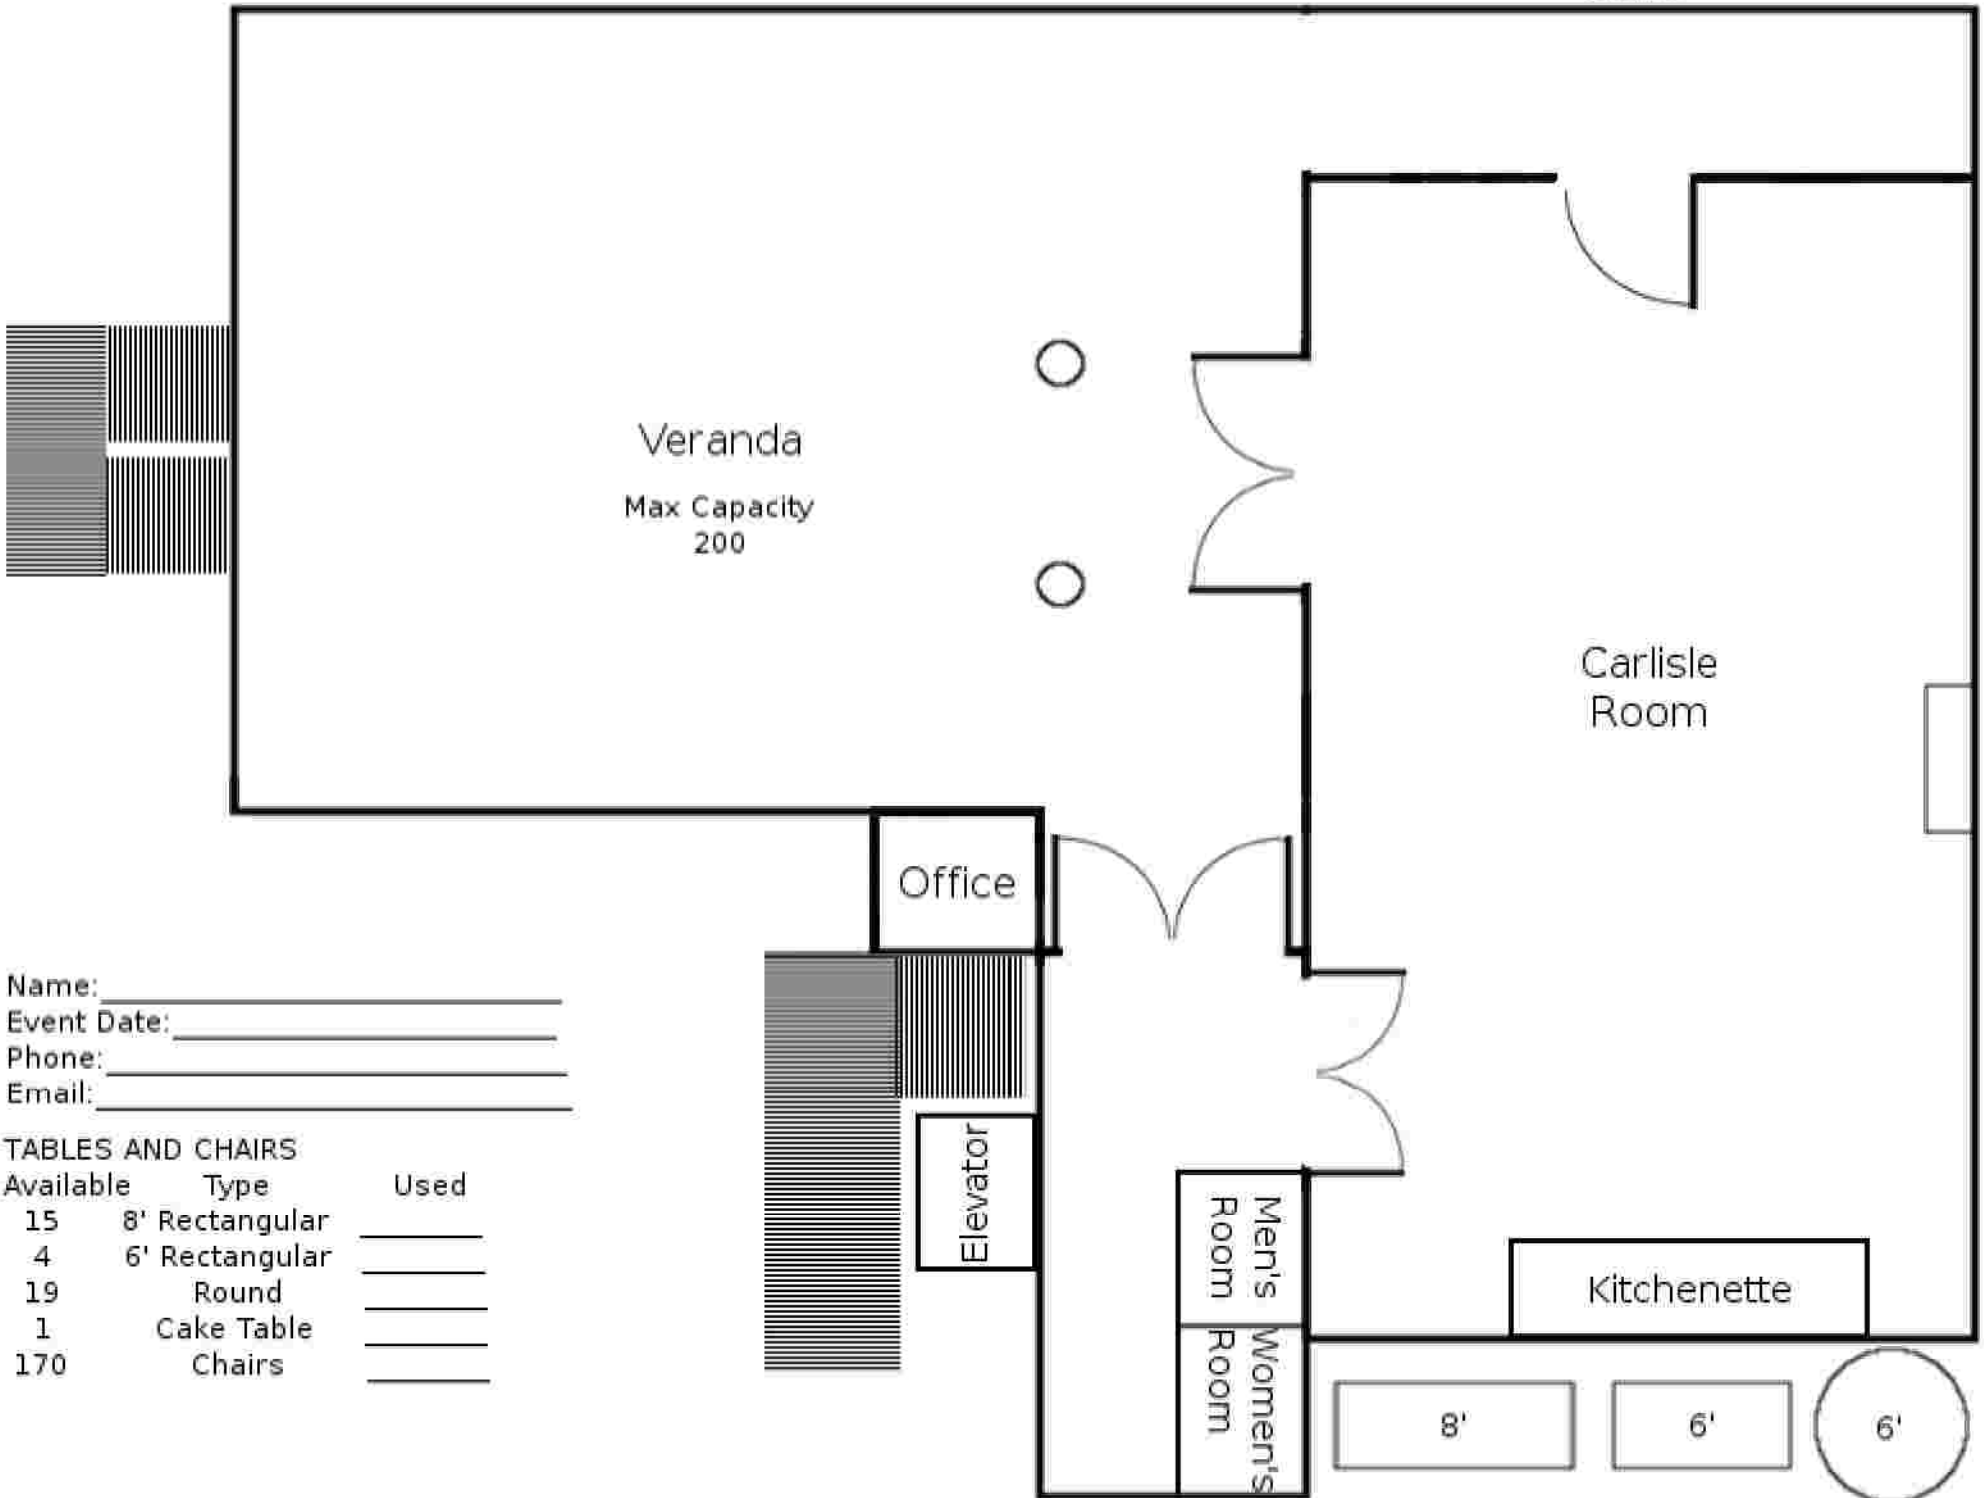 Veranda
Max Capacity
200
Carlisle
Room
Office
Elevator
Men's
Room
Women's
Room
Kitchenette
8'
6'
6'
Name:
Event Date:
Phone:
Email:
TABLES AND CHAIRS
Available Type Used
15 8' Rectangular
4 6' Rectangular
19 Round
1 Cake Table
170 Chairs